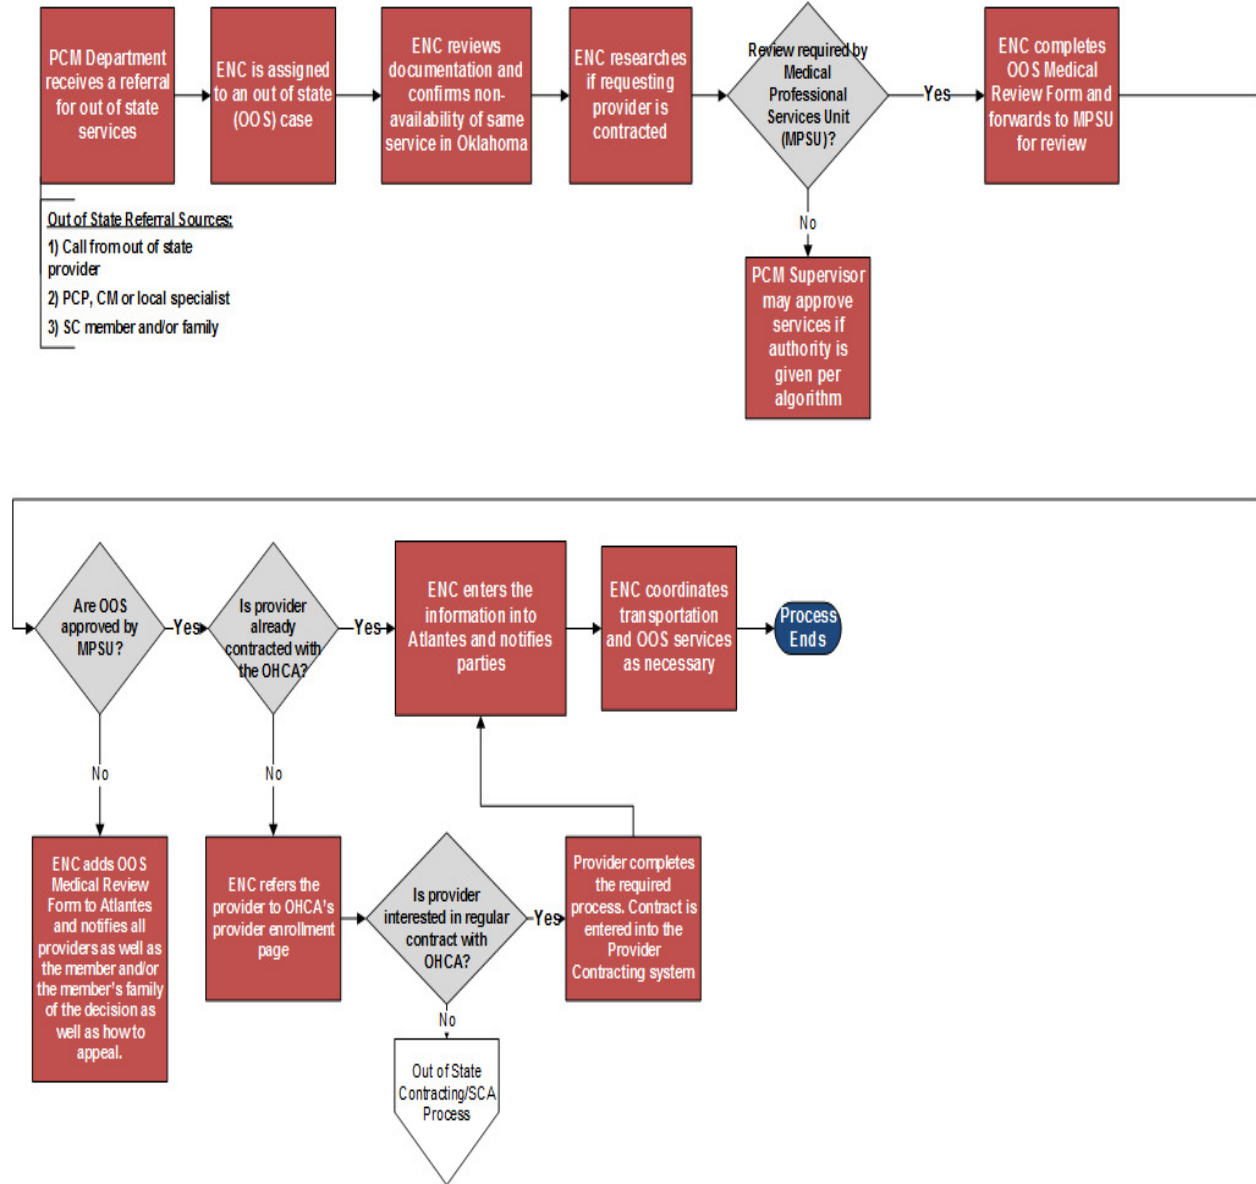 PCM Department
receives a referral
for out of state
services
ENC is assigned
to an out of state
(OOS) case
ENC reviews
documentation and
confirms non-
availability of same
service in Oklahoma
ENC researches
if requesting
provider is
contracted
Review required by
Medical
Professional
Services Unit
(MPSU)?
Yes
ENC completes
OOS Medical
Review Form and
forwards to MPSU
for review
Out of State Referral Sources:
1) Call from out of state
provider
2) PCP, CM or local specialist
3) SC member and/or family
No
PCM Supervisor
may approve
services if
authority is
given per
algorithm
Are OOS
approved by
MPSU?
Yes
Is provider
already
contracted with
the OHCA?
Yes
ENC enters the
information into
Atlantes and notifies
parties
ENC coordinates
transportation
and OOS services
as necessary
Process
Ends
No
No
ENC adds OOS
Medical Review
Form to Atlantes
and notifies all
providers as well as
the member and/or
the member's family
of the decision as
well as how to
appeal.
ENC refers the
provider to OHCA's
provider enrollment
page
Is provider
interested in regular
contract with
OHCA?
Yes
Provider completes
the required
process. Contract is
entered into the
Provider
Contracting system
No
Out of State
Contracting/SCA
Process